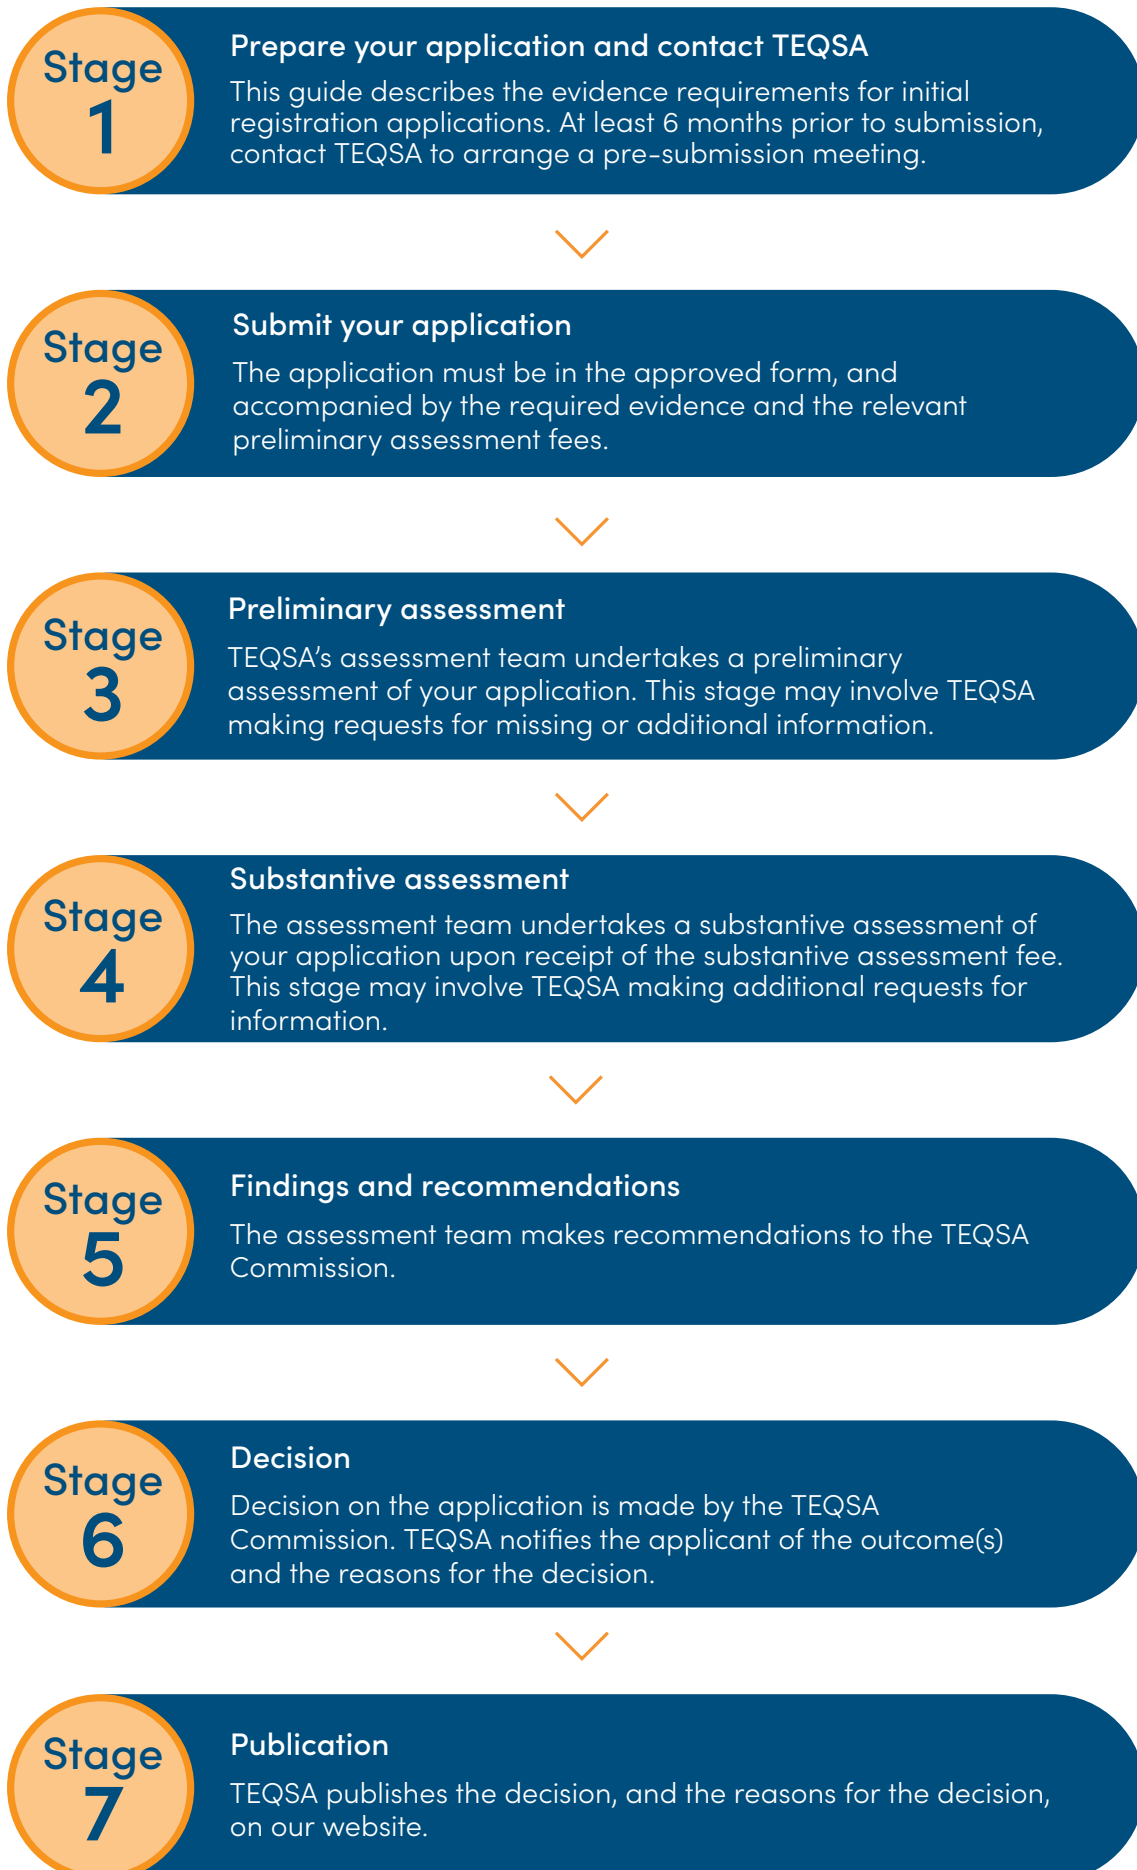 Stage
1
Prepare your application and contact TEQSA
This guide describes the evidence requirements for initial
registration applications. At least 6 months prior to submission,
contact TEQSA to arrange a pre-submission meeting.
Stage
2
Submit your application
The application must be in the approved form, and
accompanied by the required evidence and the relevant
preliminary assessment fees.
Stage
3
Preliminary assessment
TEQSA’s assessment team undertakes a preliminary
assessment of your application. This stage may involve TEQSA
making requests for missing or additional information.
Stage
4
Substantive assessment
The assessment team undertakes a substantive assessment of
your application upon receipt of the substantive assessment fee.
This stage may involve TEQSA making additional requests for
information.
Stage
5
Findings and recommendations
The assessment team makes recommendations to the TEQSA
Commission.
Stage
6
Decision
Decision on the application is made by the TEQSA
Commission. TEQSA notifies the applicant of the outcome(s)
and the reasons for the decision.
Stage
7
Publication
TEQSA publishes the decision, and the reasons for the decision,
on our website.